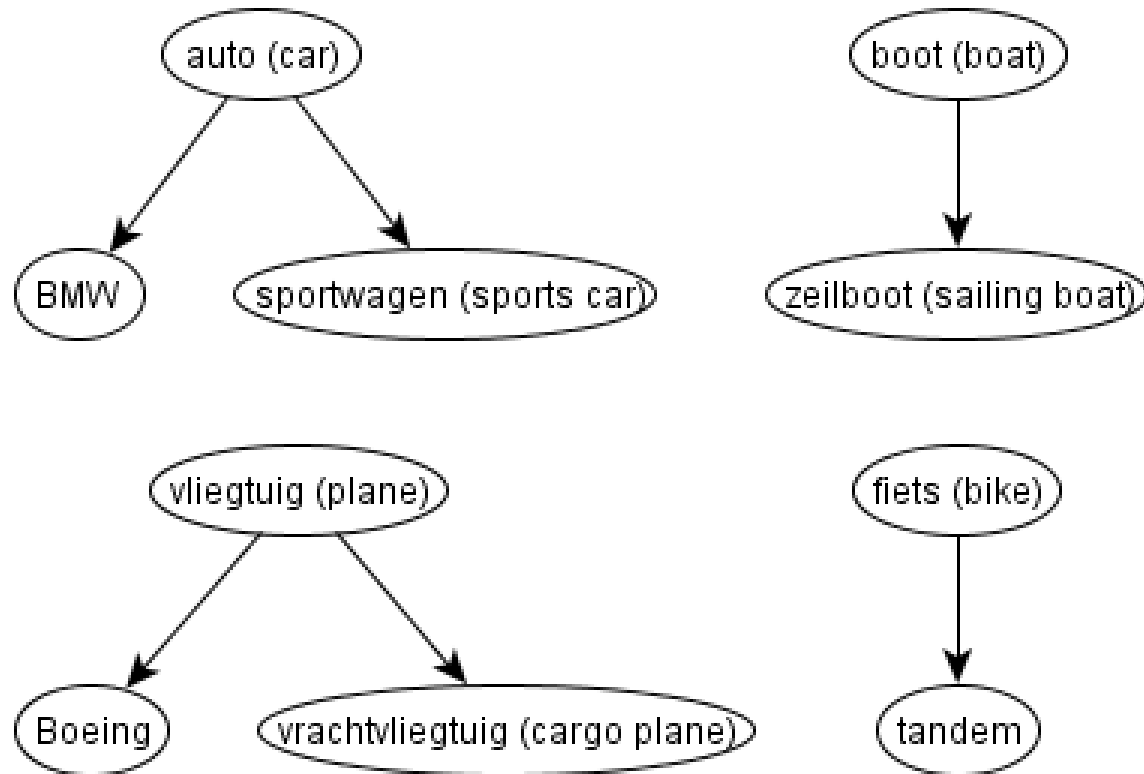 auto (car)
boot (boat)
BMW
sportwagen (sports car)
zeilboot (sailing boat)
vliegtuig (plane)
fiets (bike)
Boeing
vrachtvliegtuig (cargo plane)
tandem